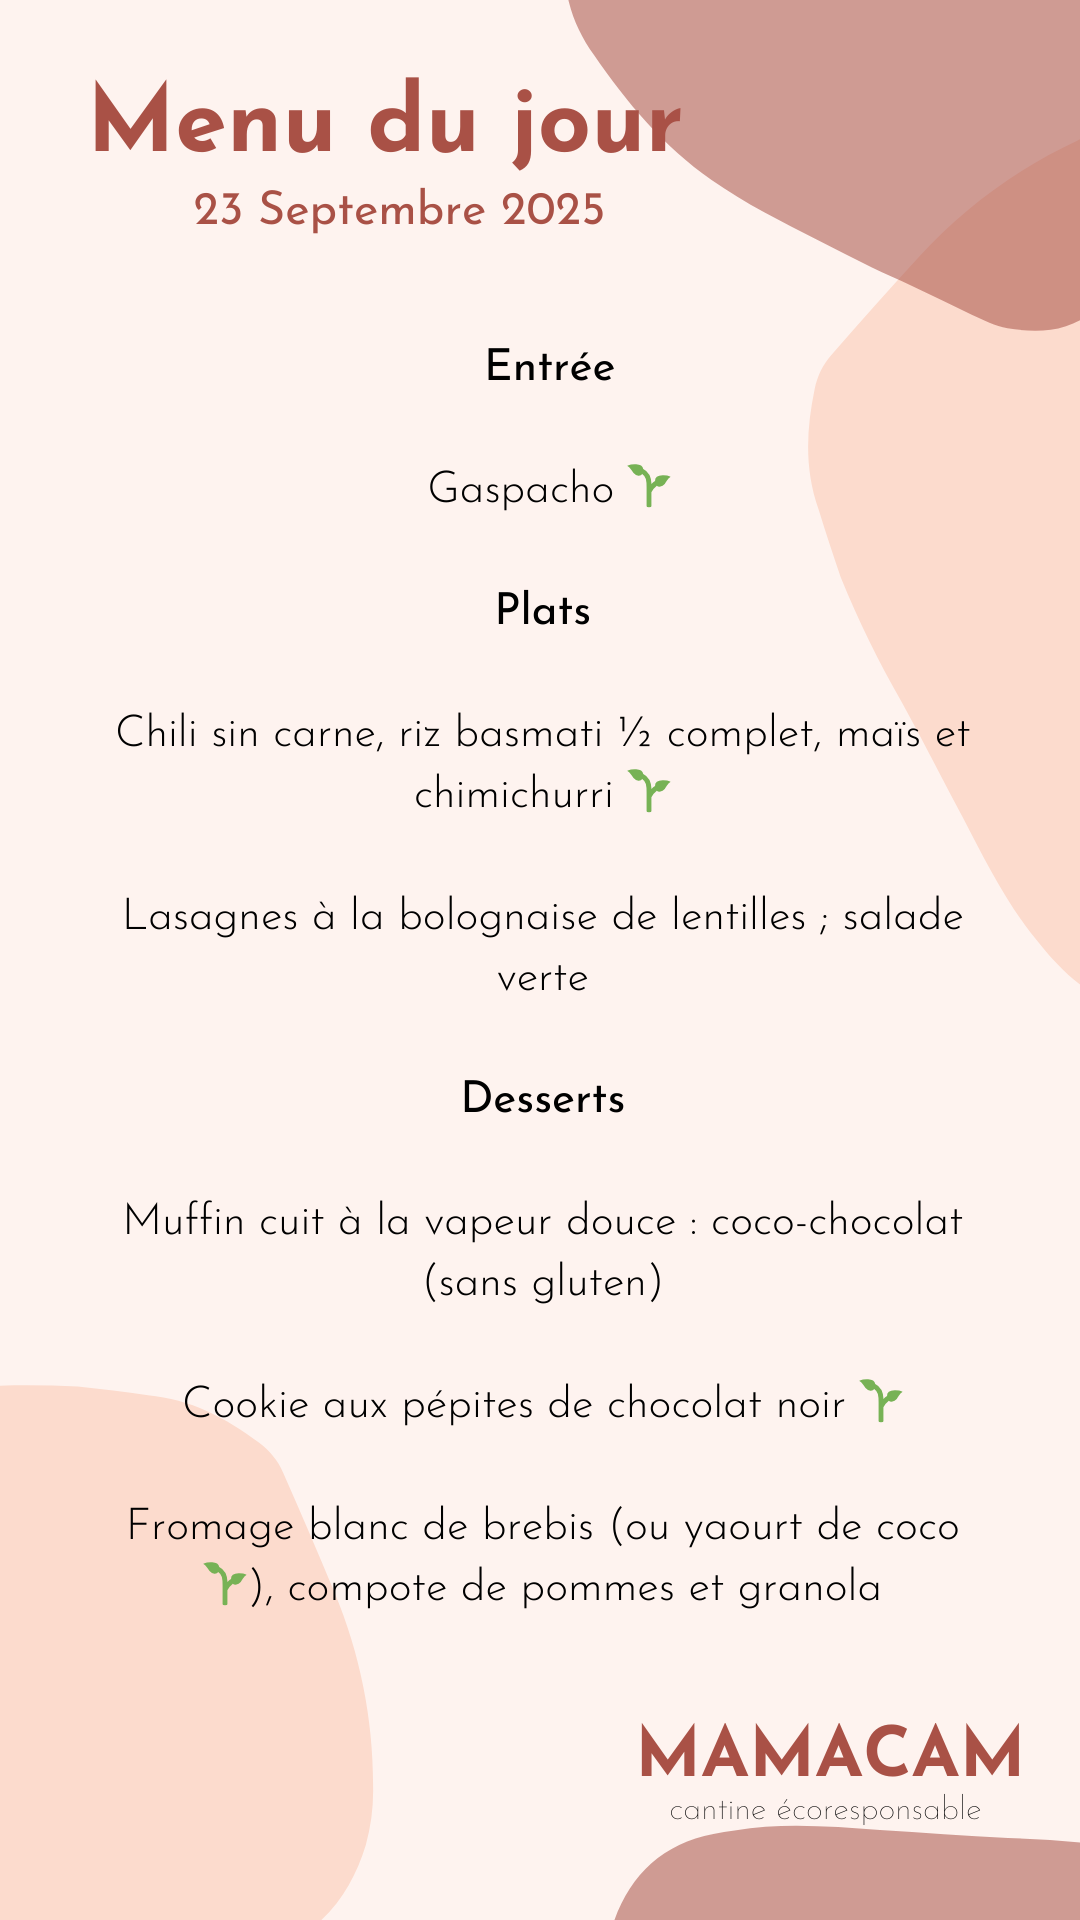 Menu du jour
23 Septembre 2025
Entrée
Gaspacho 🌱
Plats
Chili sin carne, riz basmati ½ complet, maïs et
chimichurri 🌱
Lasagnes à la bolognaise de lentilles ; salade
verte
Desserts
Muffin cuit à la vapeur douce : coco-chocolat
(sans gluten)
Cookie aux pépites de chocolat noir 🌱
Fromage blanc de brebis (ou yaourt de coco
🌱), compote de pommes et granola
MAMACAM
cantine écoresponsable